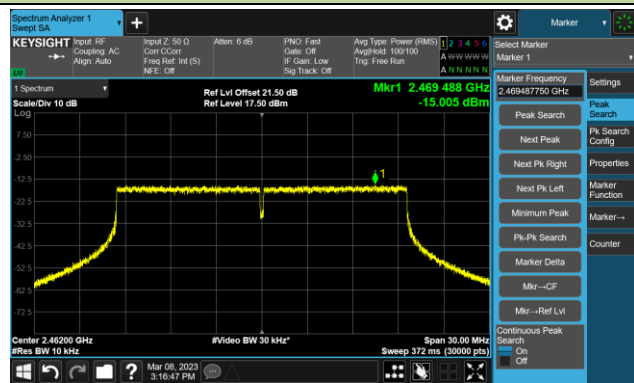 Spectrum Analyzer 1
Swept SA
Marker
KEYSIGHT
Input: RF
Coupling: AC
Align: Auto
Input Z: 50 Ω
Corr CCorr
Freq Ref: Int (S)
NFE: Off
Atten: 6 dB
PNO: Fast
Gate: Off
IF Gain: Low
Sig Track: Off
Avg Type: Power (RMS)
Avg|Hold: 100/100
Trig: Free Run
1 2 3 4 5 6
A W W W W W
A N N N N N
Select Marker
Marker 1
LXI
1 Spectrum
Scale/Div 10 dB
Log
Ref Lvl Offset 21.50 dB
Ref Level 17.50 dBm
Mkr1 2.469 488 GHz
-15.005 dBm
7.50
-2.50
-12.5
-22.5
-32.5
-42.5
-52.5
-62.5
-72.5
1
Center 2.46200 GHz
#Res BW 10 kHz
#Video BW 30 kHz*
Span 30.00 MHz
Sweep 372 ms (30000 pts)
Marker Frequency
2.469487750 GHz
Peak Search
Next Peak
Next Pk Right
Next Pk Left
Minimum Peak
Pk-Pk Search
Marker Delta
Mkr→CF
Mkr→Ref Lvl
Continuous Peak
Search
On
Off
Settings
Peak
Search
Pk Search
Config
Properties
Marker
Function
Marker→
Counter
?
Mar 08, 2023
3:16:47 PM